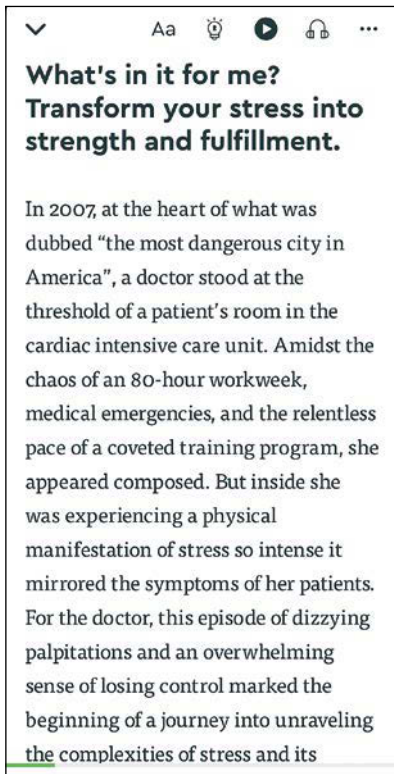 Aa
What's in it for me?
Transform your stress into
strength and fulfillment.
In 2007, at the heart of what was
dubbed “the most dangerous city in
America”, a doctor stood at the
threshold of a patient’s room in the
cardiac intensive care unit. Amidst the
chaos of an 80-hour workweek,
medical emergencies, and the relentless
pace of a coveted training program, she
appeared composed. But inside she
was experiencing a physical
manifestation of stress so intense it
mirrored the symptoms of her patients.
For the doctor, this episode of dizzying
palpitations and an overwhelming
sense of losing control marked the
beginning of a journey into unraveling
the complexities of stress and its